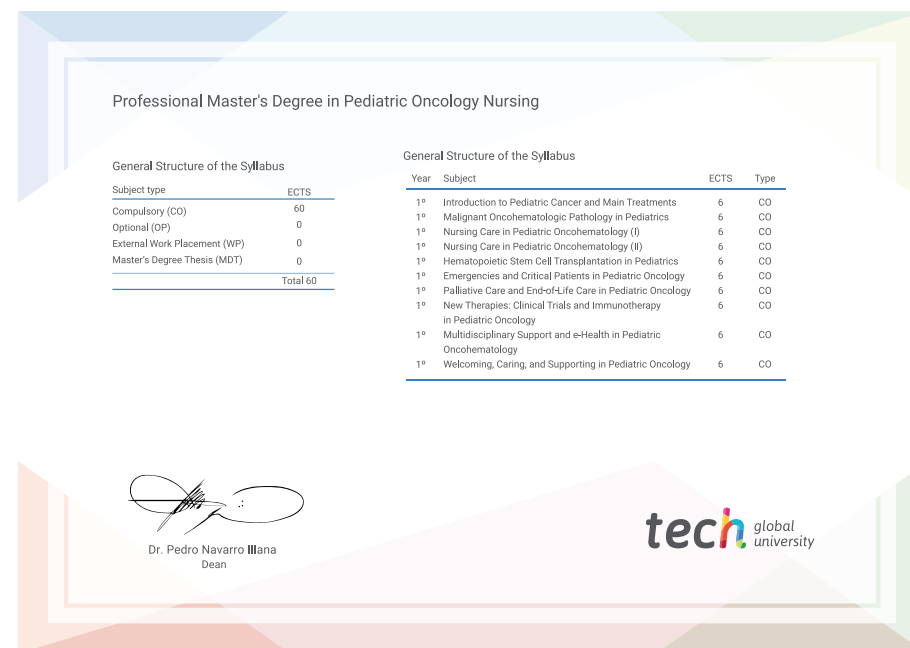 Professional Master's Degree in Pediatric Oncology Nursing
General Structure of the Syllabus
Subject type ECTS
Compulsory (CO) 60
Optional (OP) 0
External Work Placement (WP) 0
Master's Degree Thesis (MDT) 0
Total 60
General Structure of the Syllabus
Year Subject ECTS Type
1º Introduction to Pediatric Cancer and Main Treatments 6 CO
1º Malignant Oncohematologic Pathology in Pediatrics 6 CO
1º Nursing Care in Pediatric Oncohematology (I) 6 CO
1º Nursing Care in Pediatric Oncohematology (II) 6 CO
1º Hematopoietic Stem Cell Transplantation in Pediatrics 6 CO
1º Emergencies and Critical Patients in Pediatric Oncology 6 CO
1º Palliative Care and End-of-Life Care in Pediatric Oncology 6 CO
1º New Therapies: Clinical Trials and Immunotherapy 6 CO
in Pediatric Oncology
1º Multidisciplinary Support and e-Health in Pediatric 6 CO
Oncohematology
1º Welcoming, Caring, and Supporting in Pediatric Oncology 6 CO
Dr. Pedro Navarro Illana
Dean
tech global
university